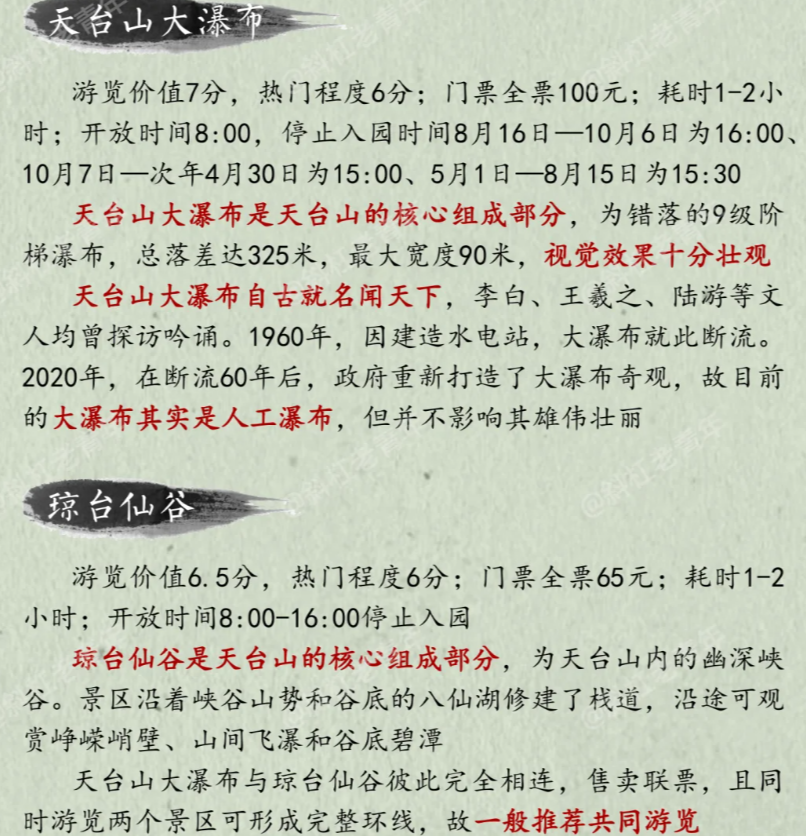 天台山大瀑布
游览价值7分，热门程度6分；门票全票100元；耗时1-2小
时；开放时间8:00，停止入园时间8月16日—10月6日为16:00、
10月7日—次年4月30日为15:00、5月1日—8月15日为15:30
天台山大瀑布是天台山的核心组成部分，为错落的9级阶
梯瀑布，总落差达325米，最大宽度90米，视觉效果十分壮观
天台山大瀑布自古就名闻天下，李白、王羲之、陆游等文
人均曾探访吟诵。1960年，因建造水电站，大瀑布就此断流。
2020年，在断流60年后，政府重新打造了大瀑布奇观，故目前
的大瀑布其实是人工瀑布，但并不影响其雄伟壮丽
琼台仙谷
游览价值6.5分，热门程度6分；门票全票65元；耗时1-2
小时；开放时间8:00-16:00停止入园
琼台仙谷是天台山的核心组成部分，为天台山内的幽深峡
谷。景区沿着峡谷山势和谷底的八仙湖修建了栈道，沿途可观
赏峥嵘峭壁、山间飞瀑和谷底碧潭
天台山大瀑布与琼台仙谷彼此完全相连，售卖联票，且同
时游览两个景区可形成完整环线，故一般推荐共同游览